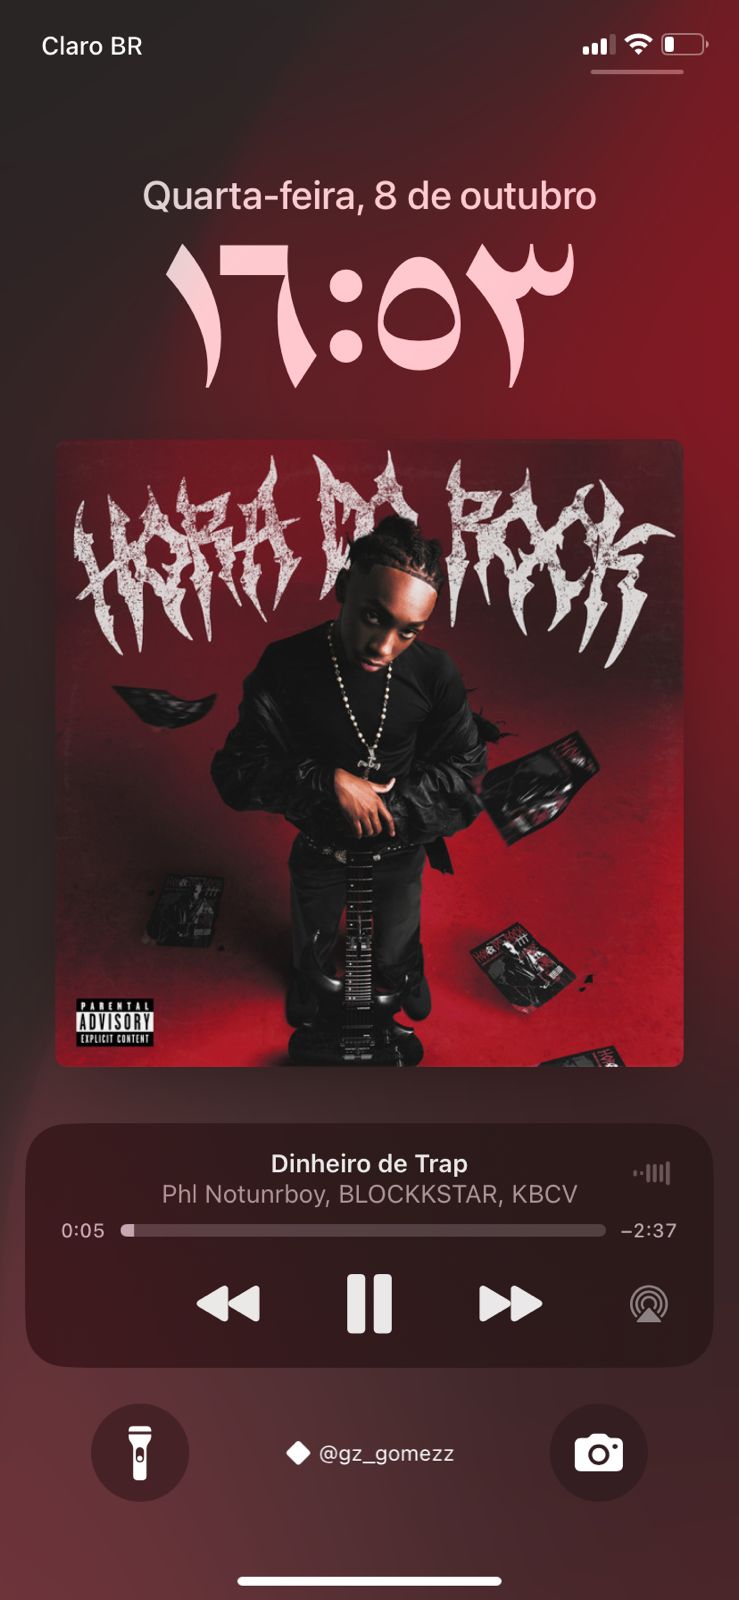 Claro BR
Quarta-feira, 8 de outubro
١٦:٥٣
HORA DO ROCK
PARENTAL
ADVISORY
EXPLICIT CONTENT
Dinheiro de Trap
Phl Notunrboy, BLOCKKSTAR, KBCV
0:05
−2:37
@gz_gomezz